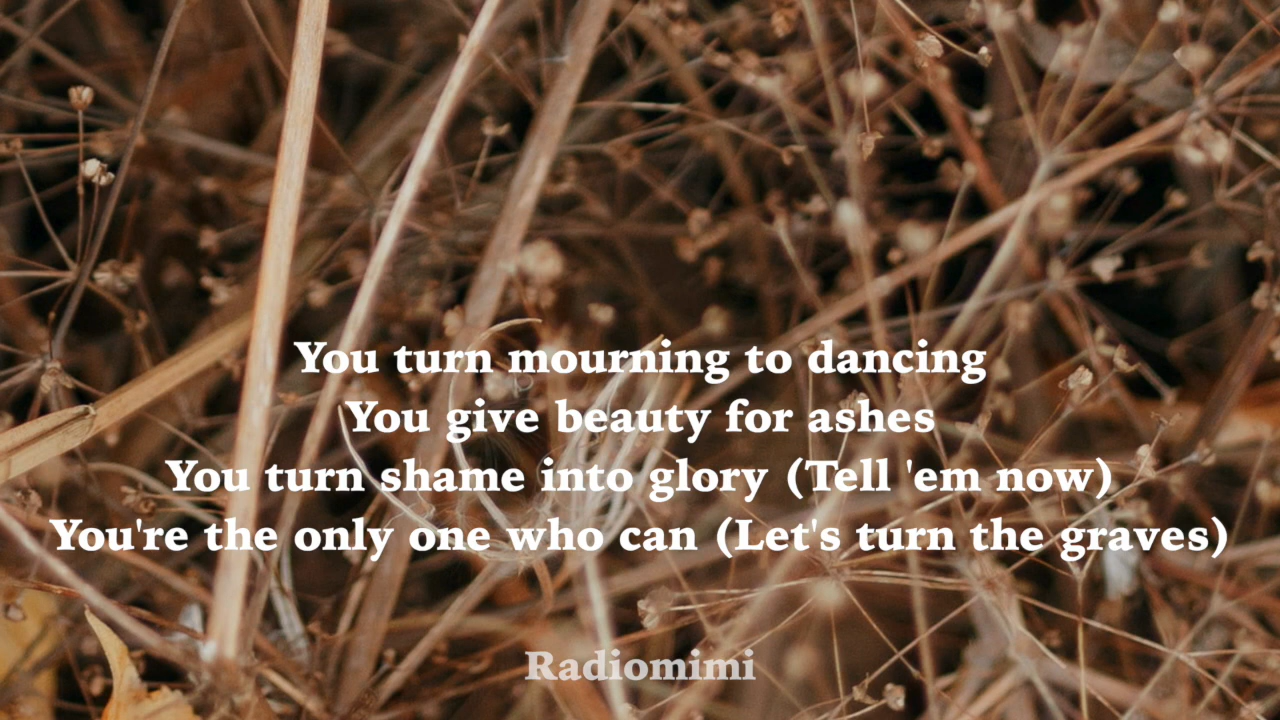 You turn mourning to dancing
You give beauty for ashes
You turn shame into glory (Tell 'em now)
You're the only one who can (Let's turn the graves)
Radiomimi